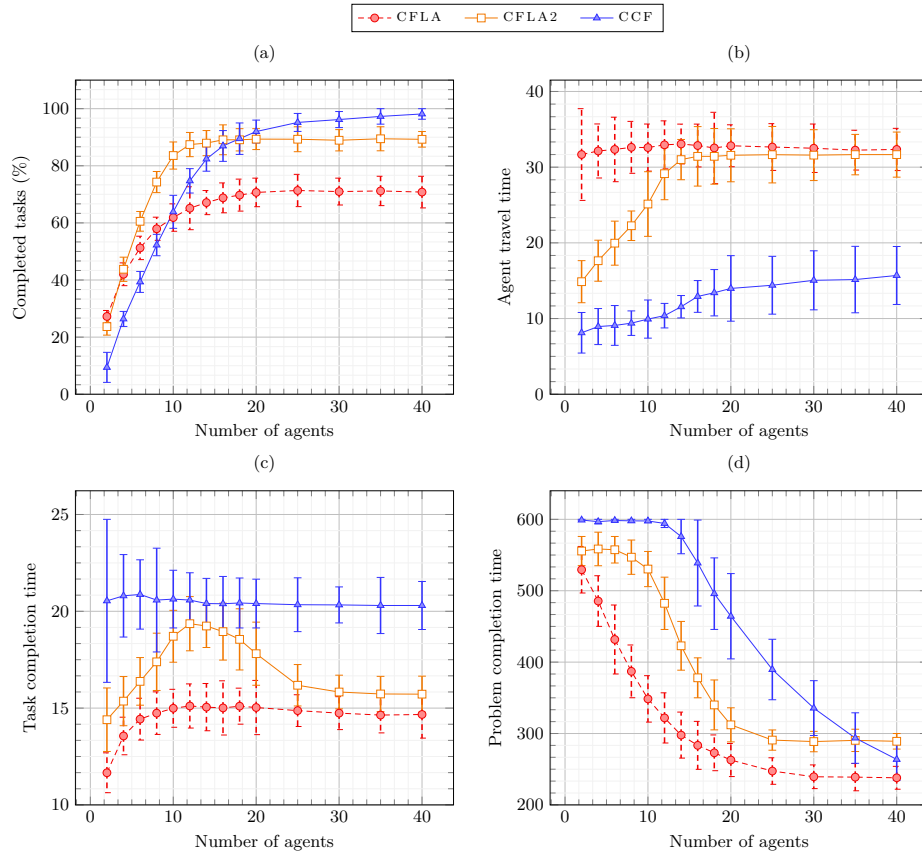 CFLA CFLA2 CCF
(a)
Completed tasks (%)
0 20 40 60 80 100
0 10 20 30 40
Number of agents
(b)
Agent travel time
0 10 20 30 40
0 10 20 30 40
Number of agents
(c)
Task completion time
10 15 20 25
0 10 20 30 40
Number of agents
(d)
Problem completion time
200 300 400 500 600
0 10 20 30 40
Number of agents